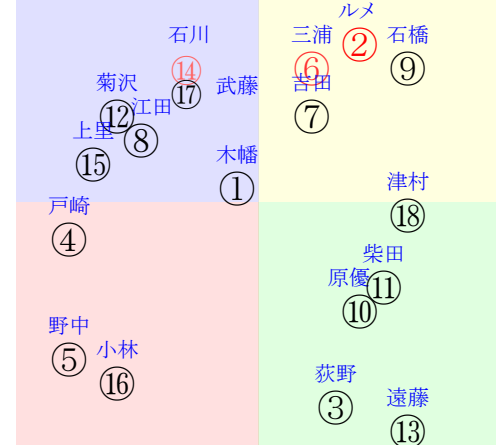 ルメ
石川
三浦
石橋
②
⑭
⑥
⑨
菊沢
武藤
吉田
⑰
江田
⑫
⑦
上里
⑧
木幡
⑮
①
津村
戸崎
⑱
④
柴田
原優
⑪
⑩
野中
小林
⑤
荻野
⑯
遠藤
③
⑬